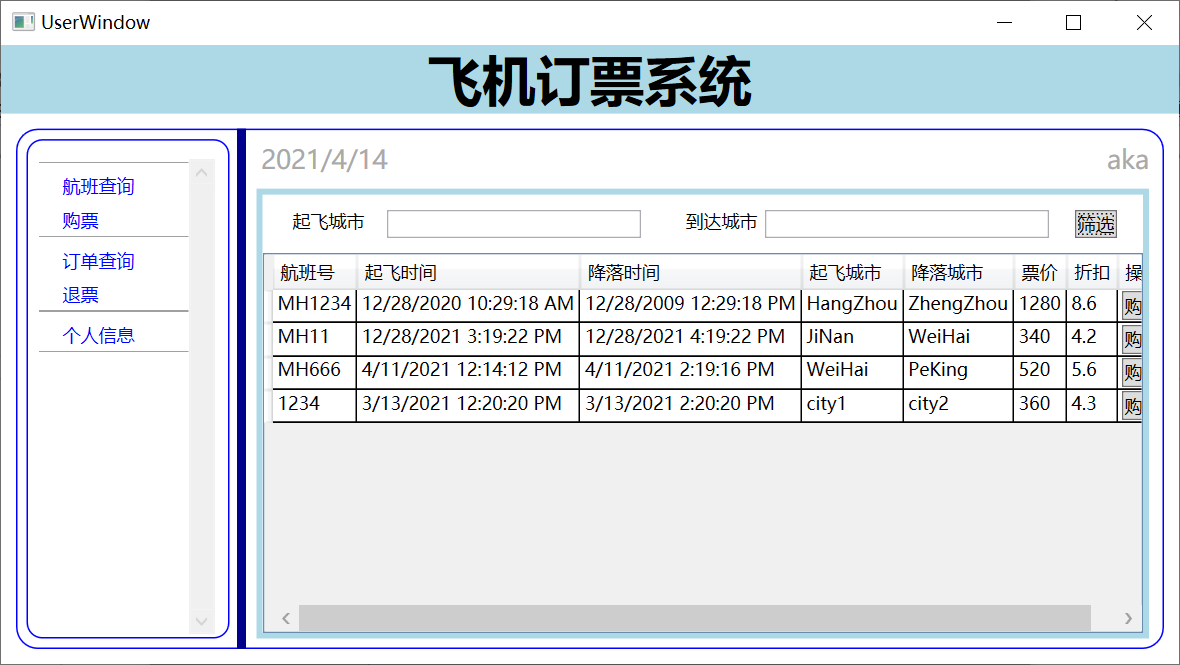 UserWindow
飞机订票系统
航班查询
购票
订单查询
退票
个人信息
2021/4/14 aka
起飞城市 到达城市 筛选
航班号 起飞时间 降落时间 起飞城市 降落城市 票价 折扣 操
MH1234 12/28/2020 10:29:18 AM 12/28/2009 12:29:18 PM HangZhou ZhengZhou 1280 8.6 购
MH11 12/28/2021 3:19:22 PM 12/28/2021 4:19:22 PM JiNan WeiHai 340 4.2 购
MH666 4/11/2021 12:14:12 PM 4/11/2021 2:19:16 PM WeiHai PeKing 520 5.6 购
1234 3/13/2021 12:20:20 PM 3/13/2021 2:20:20 PM city1 city2 360 4.3 购